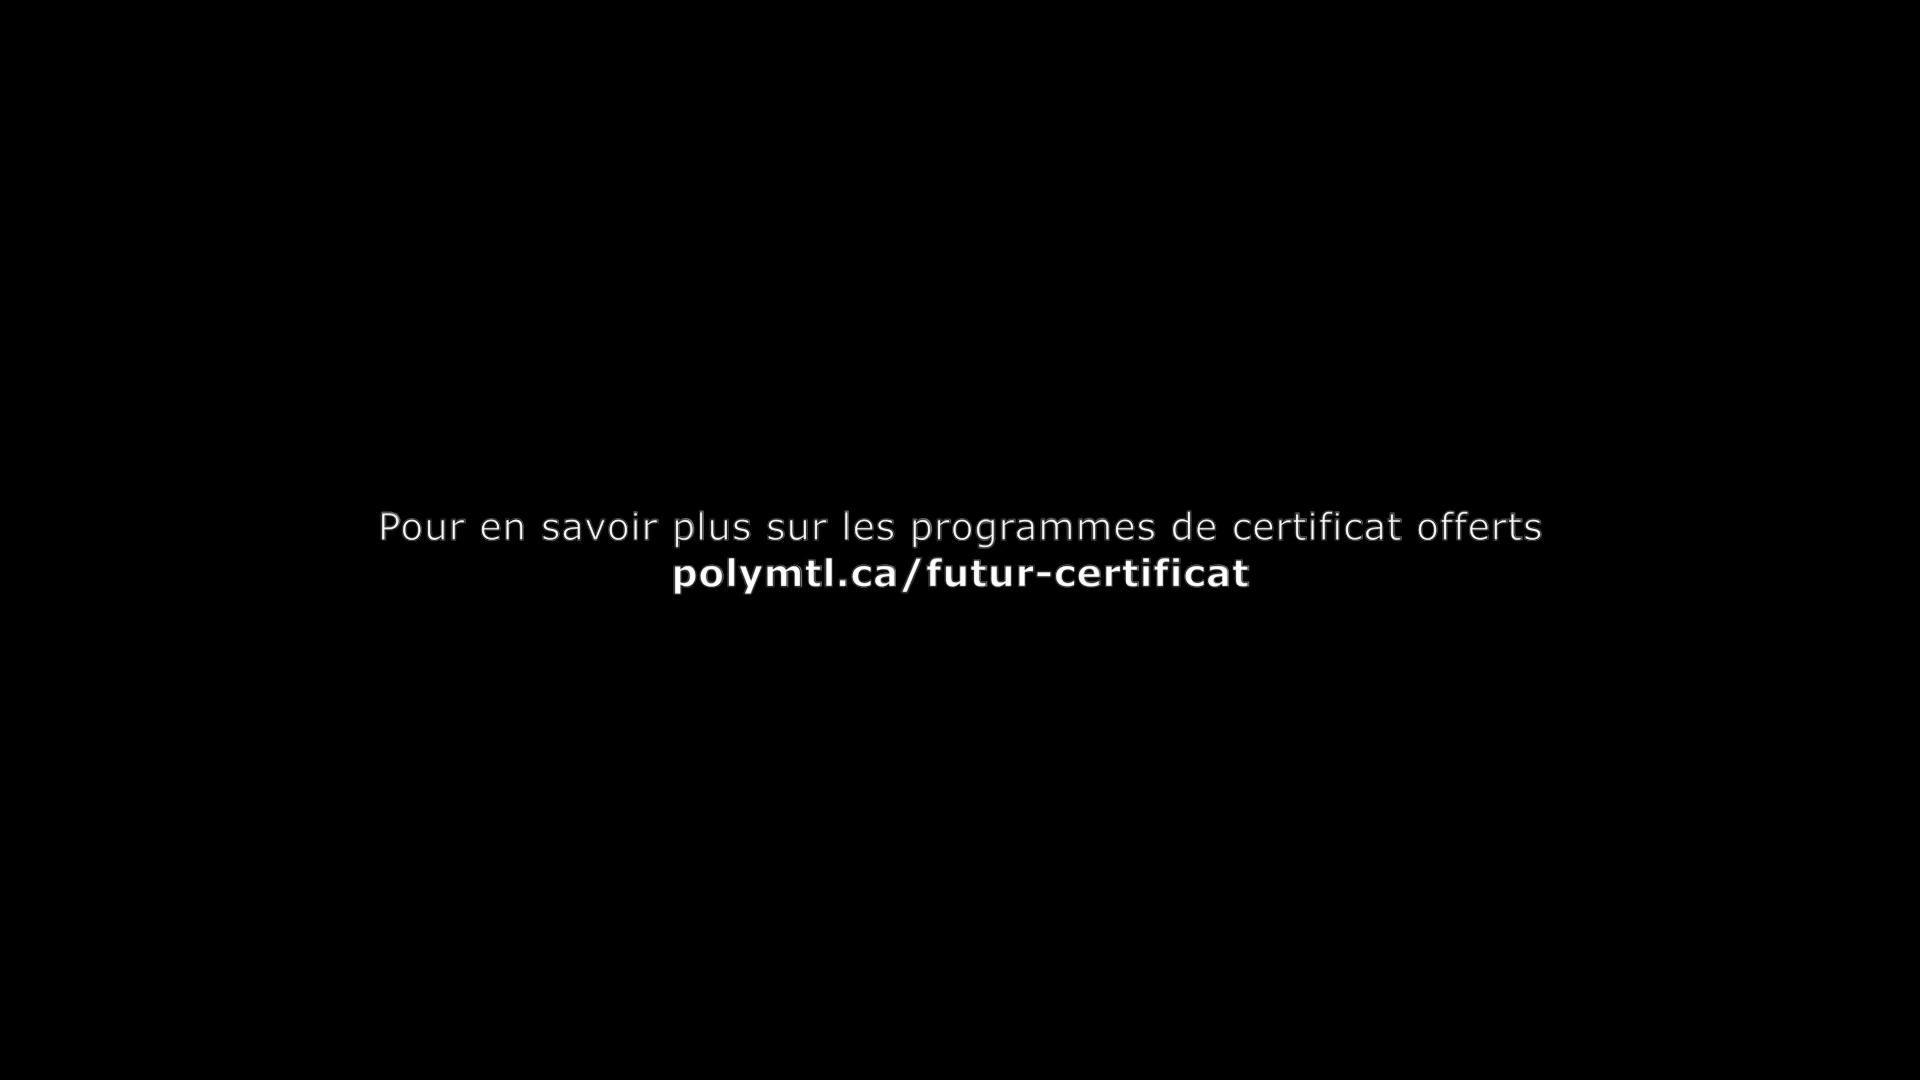 Pour en savoir plus sur les programmes de certificat offerts
polymtl.ca/futur-certificat